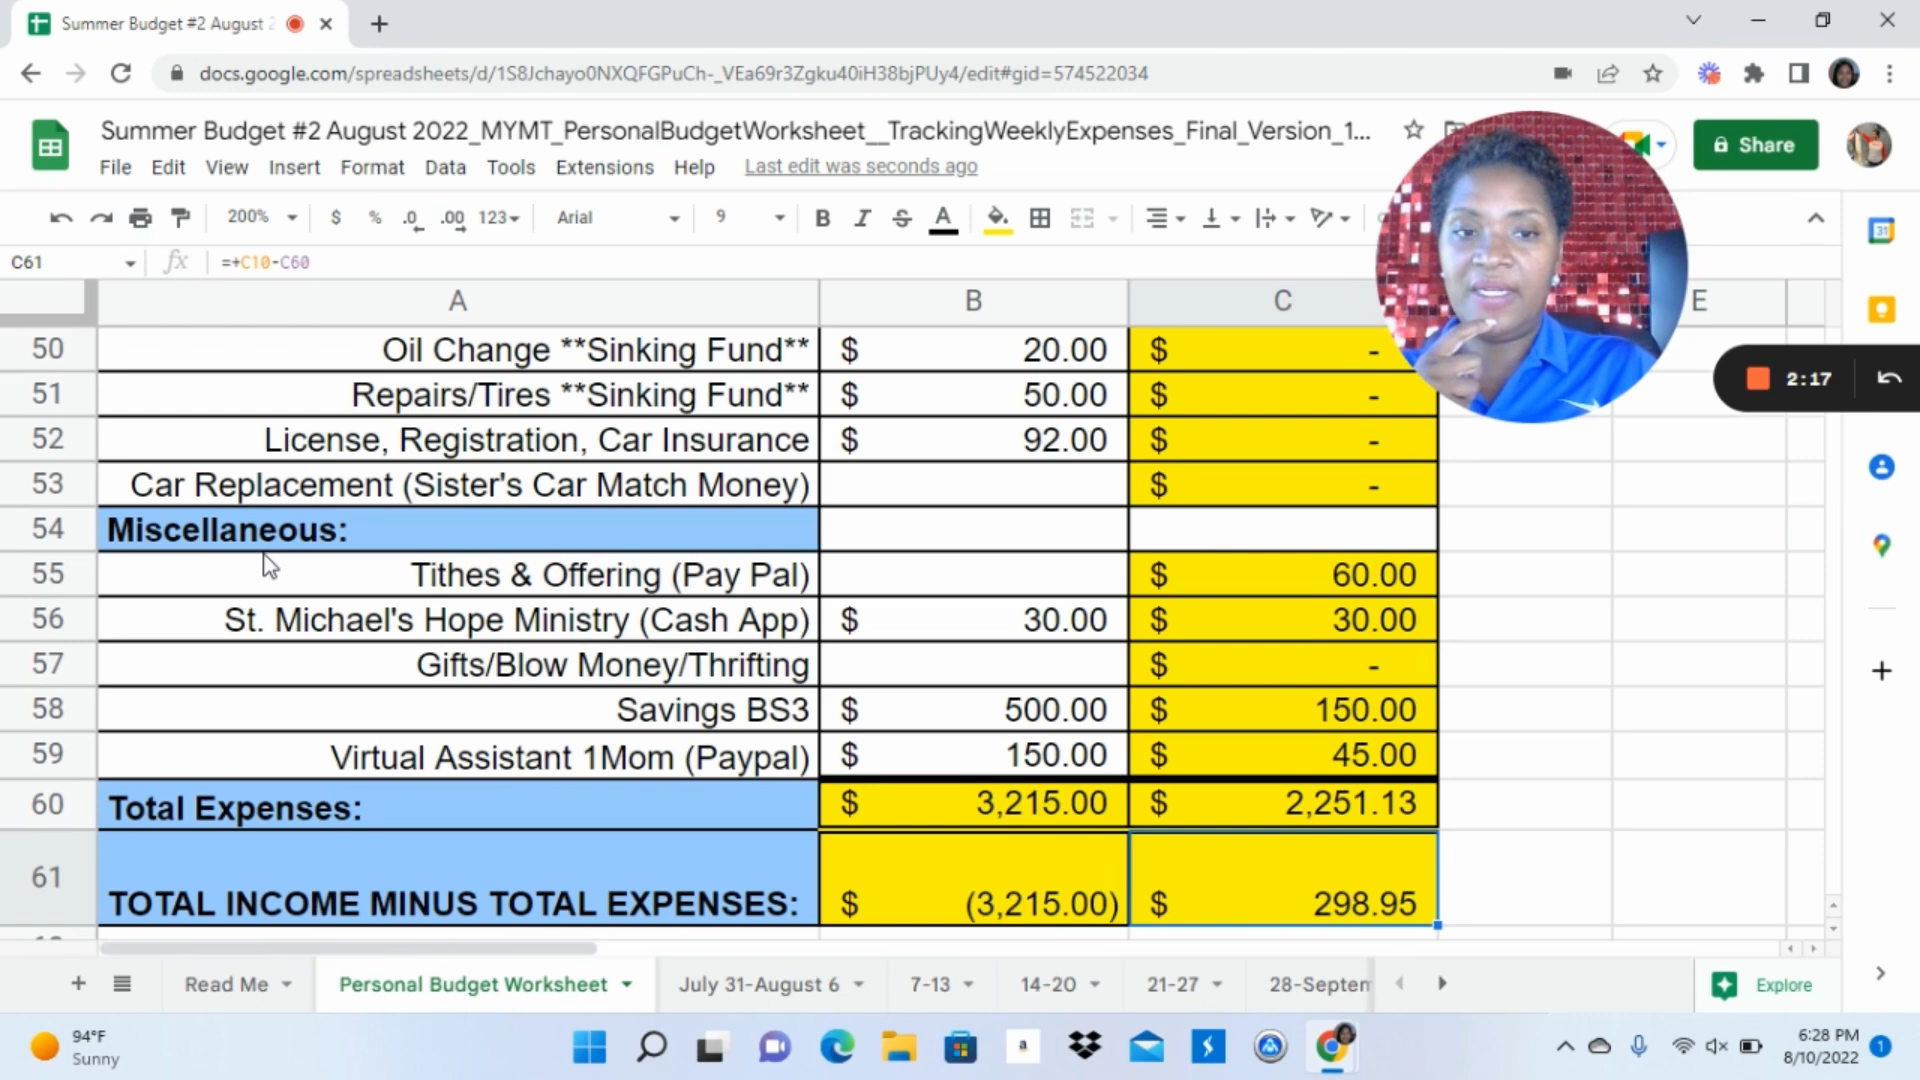 Summer Budget #2 August 2
docs.google.com/spreadsheets/d/1S8Jchayo0NXQFGPuCh-_VEa69r3Zgku40iH38bjPUy4/edit#gid=574522034
Summer Budget #2 August 2022_MYMT_PersonalBudgetWorksheet__TrackingWeeklyExpenses_Final_Version_1...
Share
File Edit View Insert Format Data Tools Extensions Help Last edit was seconds ago
200% $ % .0 .00 123 Arial 9 B I S A
31
C61 fx =+C10-C60
A B C E
50 Oil Change **Sinking Fund** $ 20.00 $ -
2:17
51 Repairs/Tires **Sinking Fund** $ 50.00 $ -
52 License, Registration, Car Insurance $ 92.00 $ -
53 Car Replacement (Sister's Car Match Money) $ -
54 Miscellaneous:
55 Tithes & Offering (Pay Pal) $ 60.00
56 St. Michael's Hope Ministry (Cash App) $ 30.00 $ 30.00
57 Gifts/Blow Money/Thrifting $ -
58 Savings BS3 $ 500.00 $ 150.00
59 Virtual Assistant 1Mom (Paypal) $ 150.00 $ 45.00
60 Total Expenses: $ 3,215.00 $ 2,251.13
61 TOTAL INCOME MINUS TOTAL EXPENSES: $ (3,215.00) $ 298.95
Read Me Personal Budget Worksheet July 31-August 6 7-13 14-20 21-27 28-Septem Explore
94°F
Sunny
a
6:28 PM
8/10/2022
1